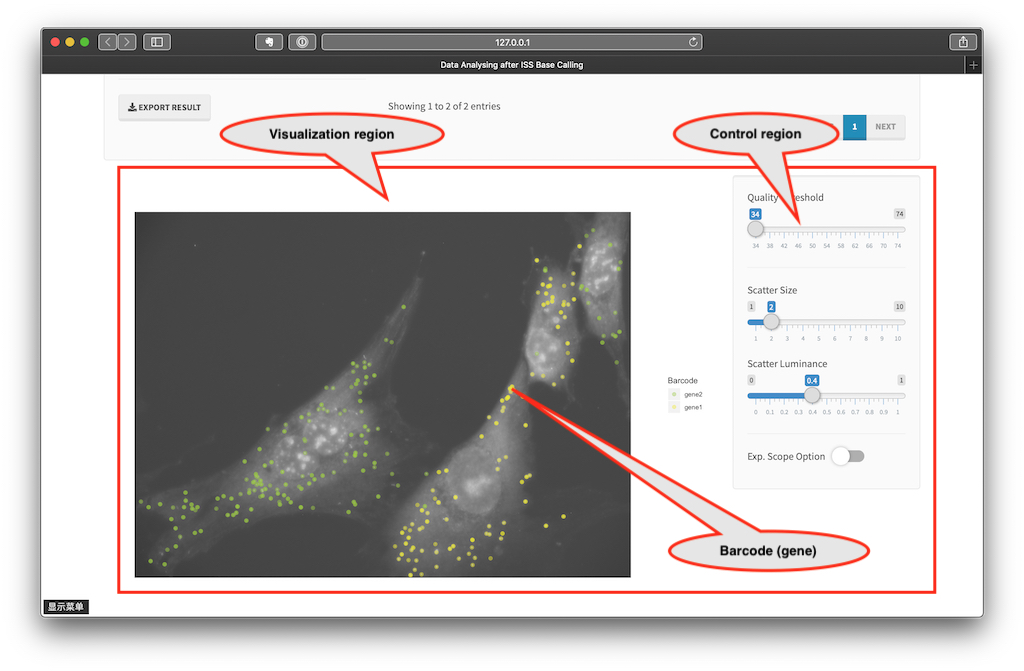 127.0.0.1
Data Analysing after ISS Base Calling
EXPORT RESULT
Showing 1 to 2 of 2 entries
1
NEXT
Visualization region
Control region
Quality
eshold
34
74
34 38 42 46 50 54 58 62 66 70 74
Scatter Size
1
2
10
1 2 3 4 5 6 7 8 9 10
Scatter Luminance
0
0.4
1
0 0.1 0.2 0.3 0.4 0.5 0.6 0.7 0.8 0.9 1
Barcode
gene2
gene1
Exp. Scope Option
Barcode (gene)
显示菜单